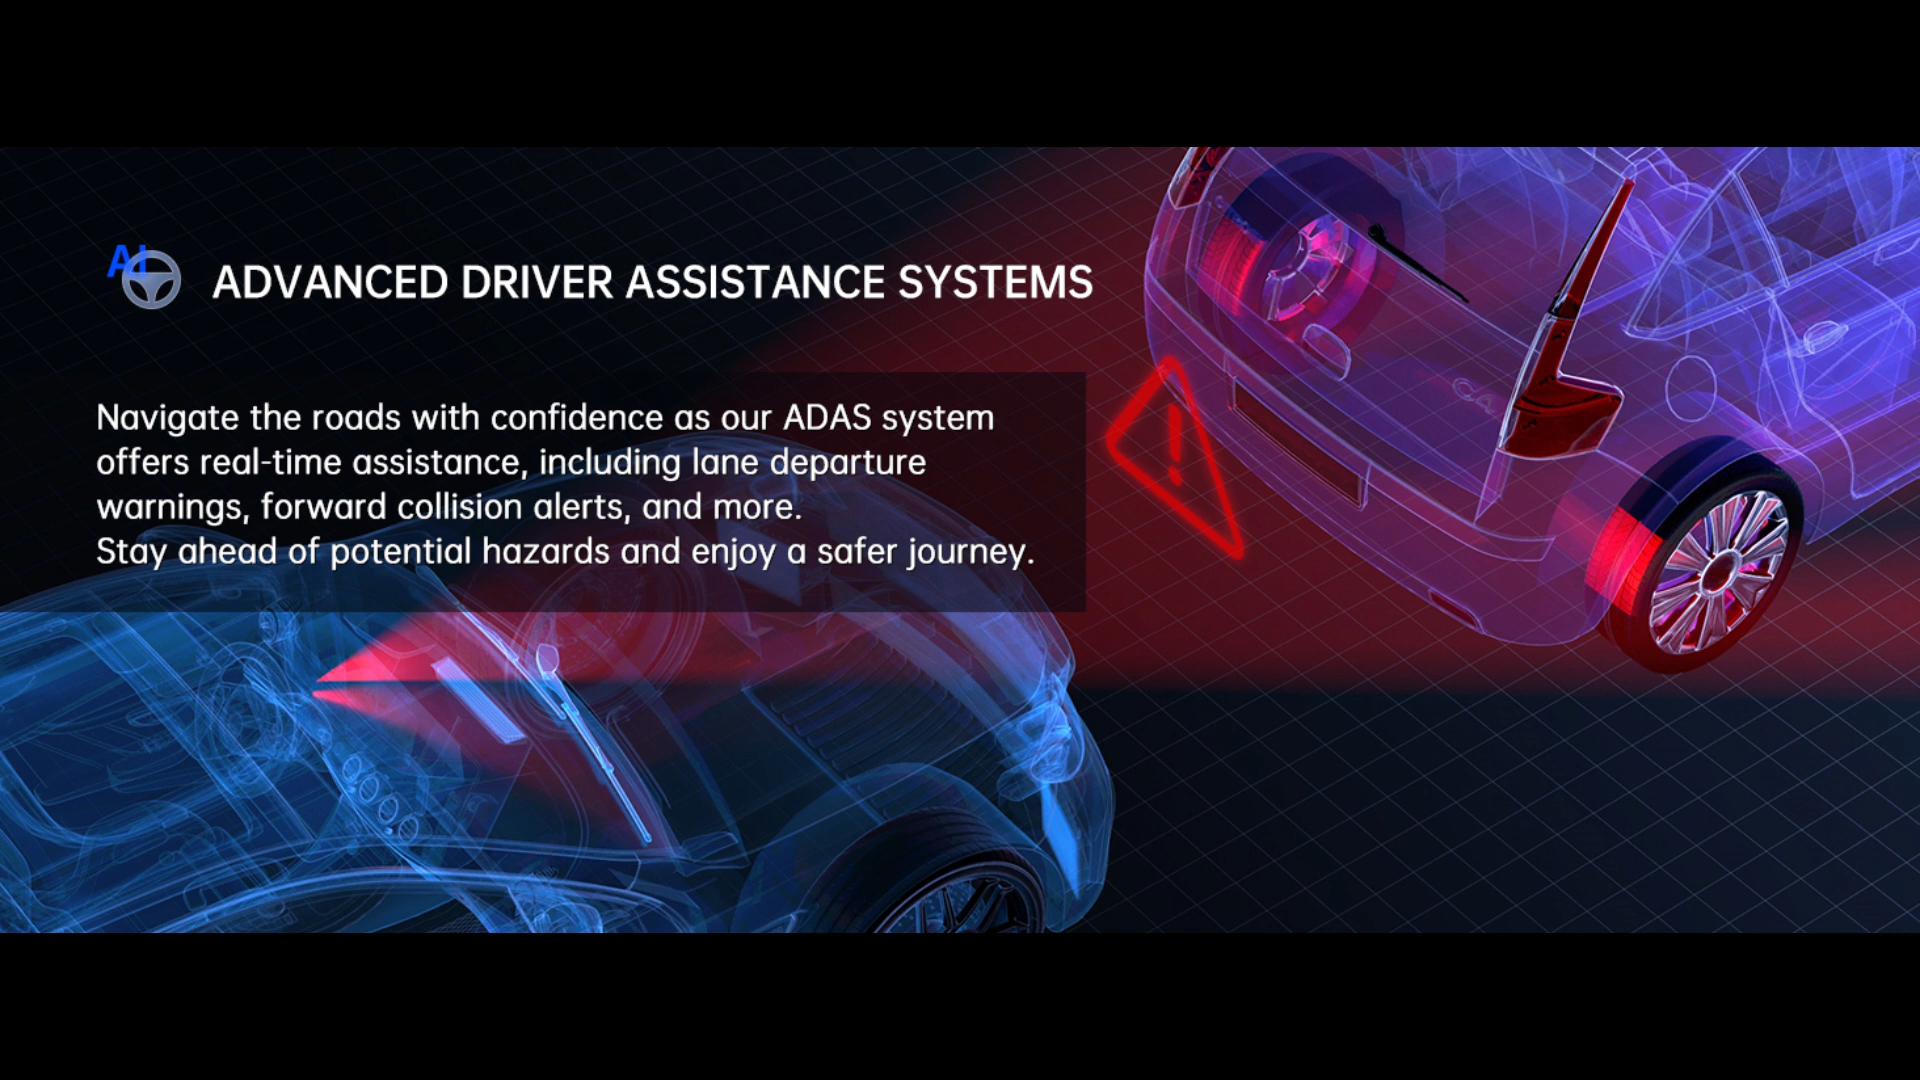 AI
ADVANCED DRIVER ASSISTANCE SYSTEMS
Navigate the roads with confidence as our ADAS system
offers real-time assistance, including lane departure
warnings, forward collision alerts, and more.
Stay ahead of potential hazards and enjoy a safer journey.